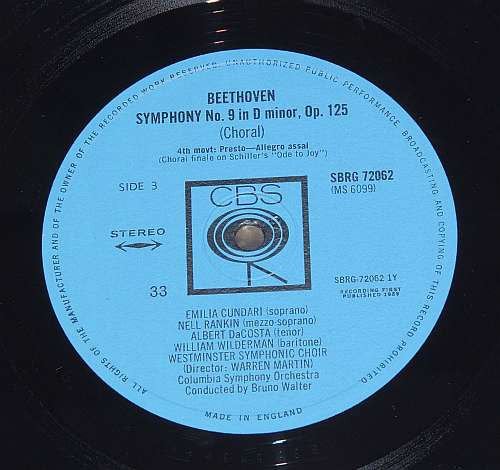 ALL RIGHTS OF THE MANUFACTURER AND OF THE OWNER OF THE RECORDED WORK RESERVED. UNAUTHORIZED PUBLIC PERFORMANCE, BROADCASTING AND COPYING OF THIS RECORD PROHIBITED.
BEETHOVEN
SYMPHONY No. 9 in D minor, Op. 125
(Choral)
4th movt: Presto—Allegro assai
(Choral finale on Schiller's "Ode to Joy")
SIDE 3
CBS
SBRG 72062
(MS 6099)
STEREO
33
SBRG-72062 1Y
RECORDING FIRST
PUBLISHED 1959
EMILIA CUNDARI (soprano)
NELL RANKIN (mezzo-soprano)
ALBERT DaCOSTA (tenor)
WILLIAM WILDERMAN (baritone)
WESTMINSTER SYMPHONIC CHOIR
(Director: WARREN MARTIN)
Columbia Symphony Orchestra
Conducted by Bruno Walter
MADE IN ENGLAND